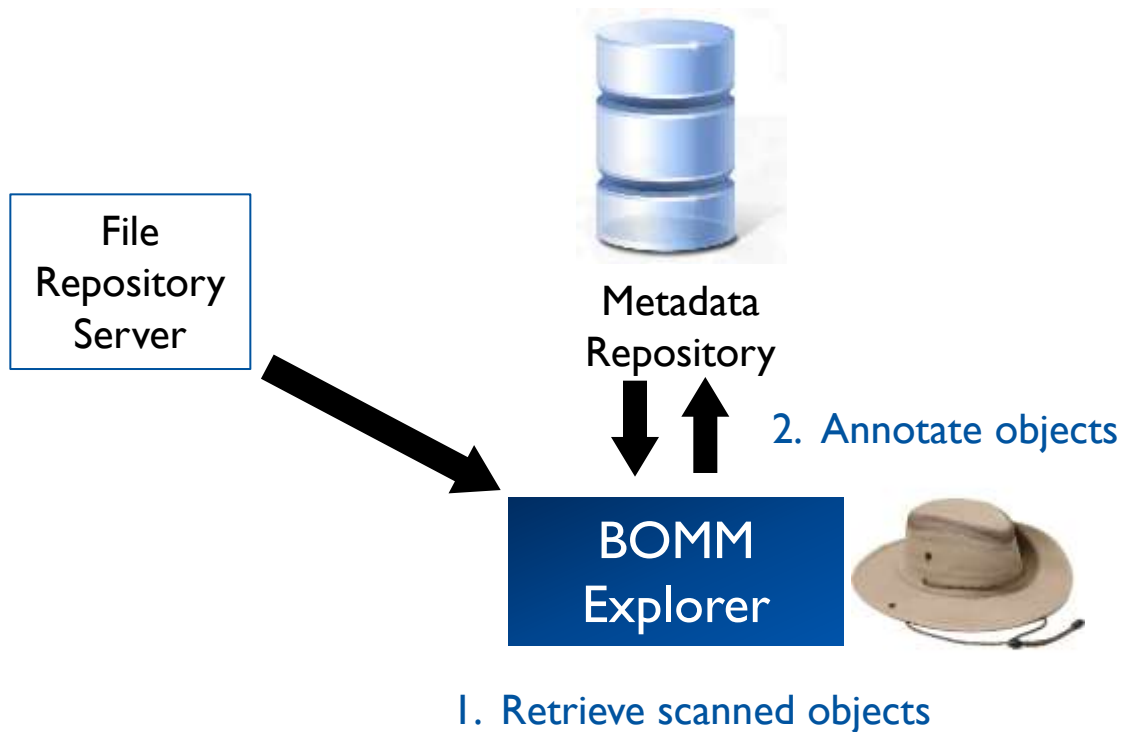 File
Repository
Server
Metadata
Repository
2. Annotate objects
BOMM
Explorer
1. Retrieve scanned objects